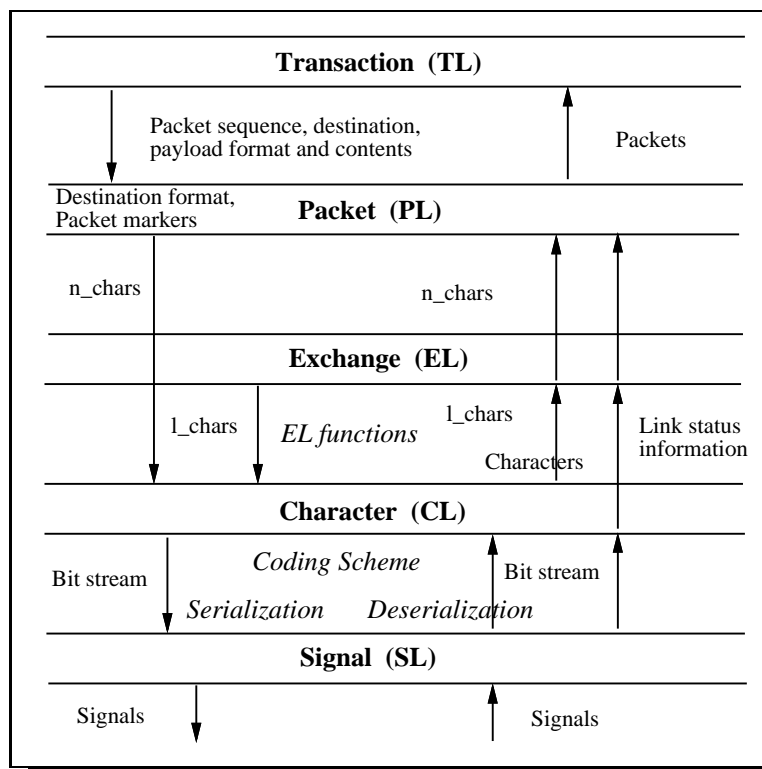 Transaction (TL)
Packet sequence, destination,
payload format and contents
Packets
Destination format,
Packet markers
Packet (PL)
n_chars
n_chars
Exchange (EL)
l_chars
EL functions
l_chars
Characters
Link status
information
Character (CL)
Coding Scheme
Bit stream
Bit stream
Serialization
Deserialization
Signal (SL)
Signals
Signals